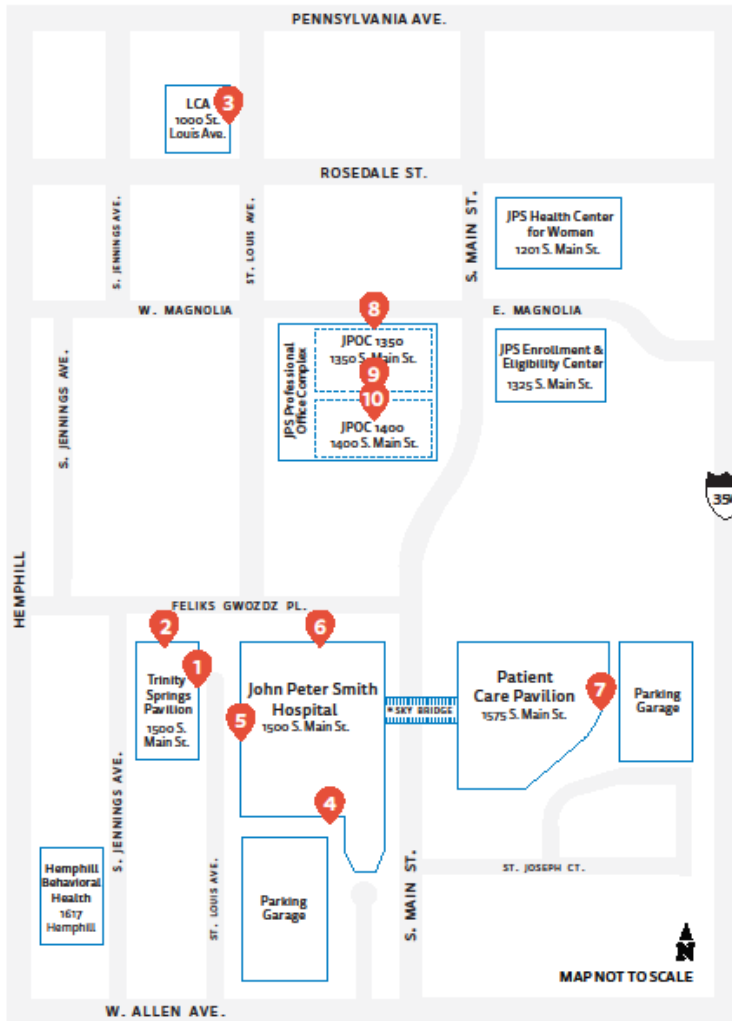 PENNSYLVANIA AVE.
LCA
1000 St.
Louis Ave.
3
ROSEDALE ST.
S. JENNINGS AVE.
ST. LOUIS AVE.
S. MAIN ST.
JPS Health Center
for Women
1201 S. Main St.
W. MAGNOLIA
8
E. MAGNOLIA
S. JENNINGS AVE.
JPS Professional
Office Complex
JPOC 1350
1350 S. Main St.
9
10
JPOC 1400
1400 S. Main St.
JPS Enrollment &
Eligibility Center
1325 S. Main St.
HEMPHILL
FELIKS GWOZDZ PL.
2
1
Trinity
Springs
Pavilion
1500 S.
Main St.
6
John Peter Smith
Hospital
1500 S. Main St.
5
4
* SKY BRIDGE
Patient
Care Pavilion
1575 S. Main St.
7
Parking
Garage
S. JENNINGS AVE.
Hemphill
Behavioral
Health
1617
Hemphill
ST. LOUIS AVE.
Parking
Garage
S. MAIN ST.
ST. JOSEPH CT.
N
MAP NOT TO SCALE
W. ALLEN AVE.